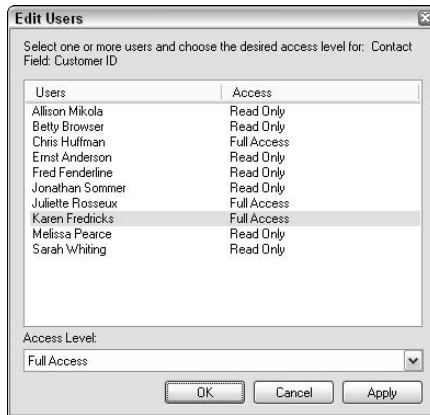 Edit Users
Select one or more users and choose the desired access level for: Contact
Field: Customer ID
Users Access
Allison Mikola Read Only
Betty Browser Read Only
Chris Huffman Full Access
Ernst Anderson Read Only
Fred Fenderline Read Only
Jonathan Sommer Read Only
Juliette Rosseux Full Access
Karen Fredricks Full Access
Melissa Pearce Read Only
Sarah Whiting Read Only
Access Level:
Full Access
OK Cancel Apply